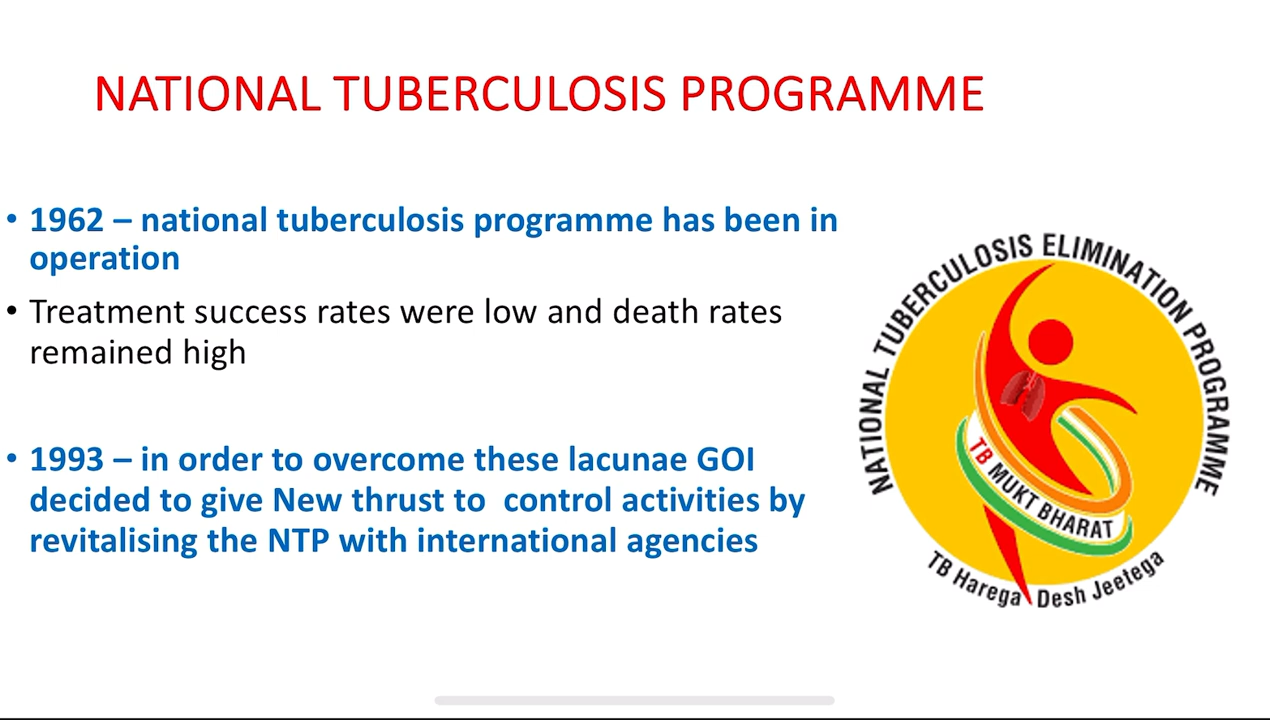 NATIONAL TUBERCULOSIS PROGRAMME
• 1962 – national tuberculosis programme has been in
operation
• Treatment success rates were low and death rates
remained high
• 1993 – in order to overcome these lacunae GOI
decided to give New thrust to  control activities by
revitalising the NTP with international agencies
NATIONAL TUBERCULOSIS ELIMINATION PROGRAMME
TB MUKT BHARAT
TB Harega Desh Jeetega